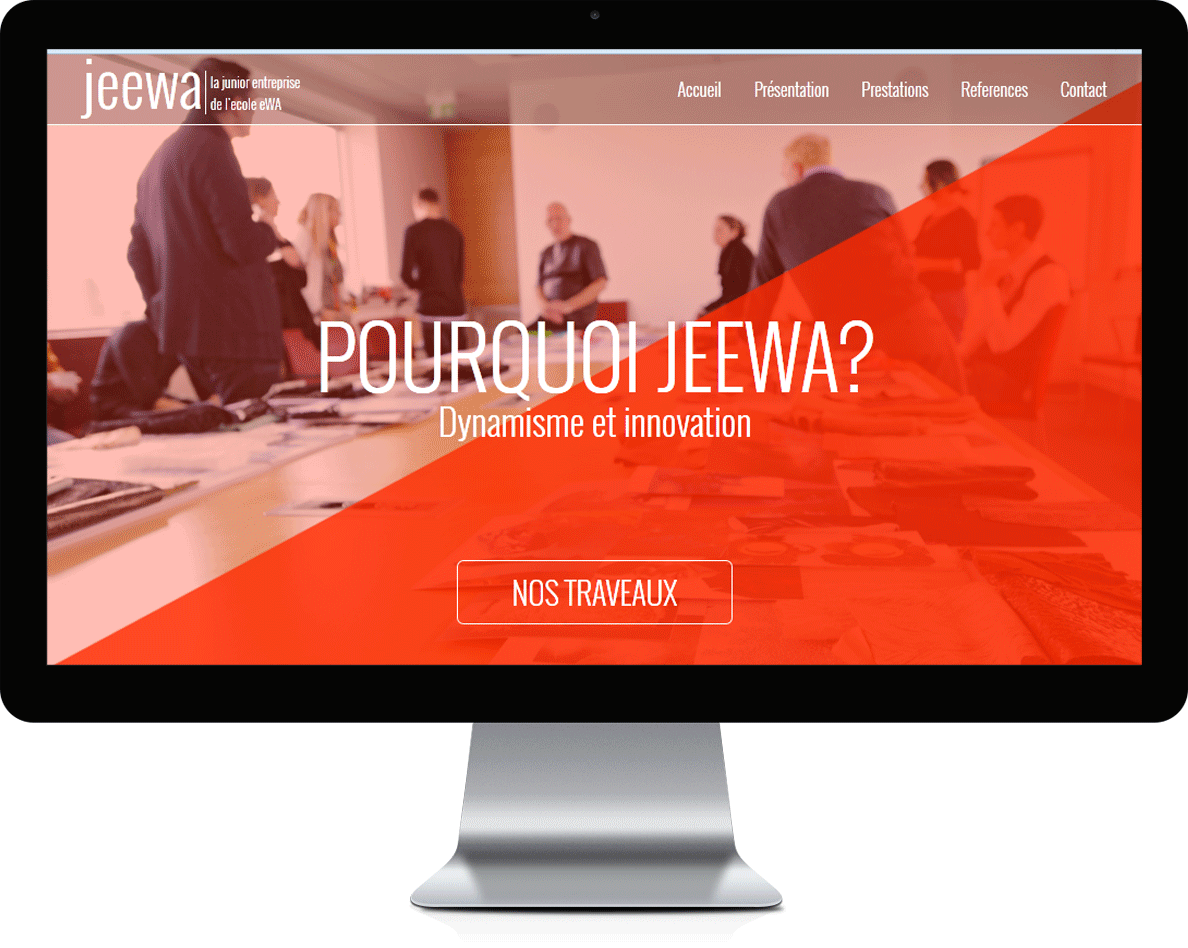 jeewa
la junior entreprise
de l'ecole eWA
Accueil Présentation Prestations References Contact
POURQUOI JEEWA?
Dynamisme et innovation
NOS TRAVEAUX